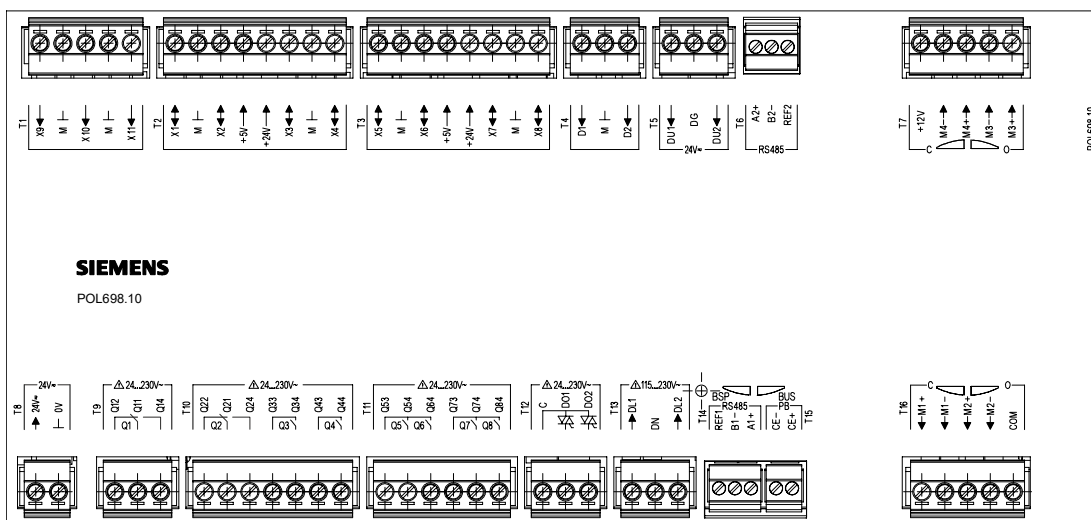 T1 X9 M X10 M X11
T2 X1 M X2 +5V +24V X3 M X4
T3 X5 M X6 +5V +24V X7 M X8
T4 D1 M D2
T5 DU1 DG DU2
24V≂
T6 A2+ B2- REF2
RS485
T7 +12V M4- M4+ M3- M3+
C O
POL698.10
SIEMENS
POL698.10
T8 24V≂ 0V
24V≂
T9 Q12 Q11 Q14
⚠24...230V~
Q1
T10 Q22 Q21 Q24 Q33 Q34 Q43 Q44
⚠24...230V~
Q2 Q3 Q4
T11 Q53 Q54 Q64 Q73 Q74 Q84
⚠24...230V~
Q5 Q6 Q7 Q8
T12 C DO1 DO2
⚠24...230V~
T13 DL1 DN DL2
⚠115...230V~
BSP BUS
T14 RS485 PB T15
REF1 B1- A1+ CE- CE+
C O
T16 M1+ M1- M2+ M2- COM